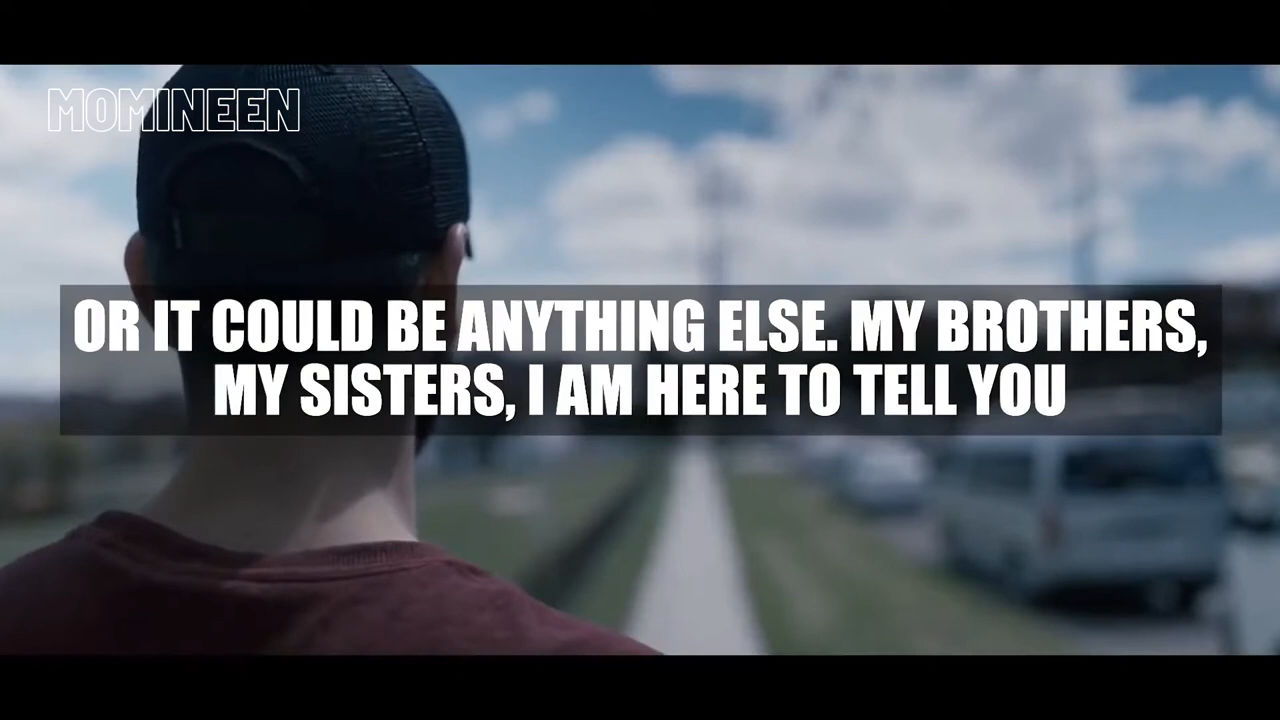 MOMINEEN
OR IT COULD BE ANYTHING ELSE. MY BROTHERS,
MY SISTERS, I AM HERE TO TELL YOU